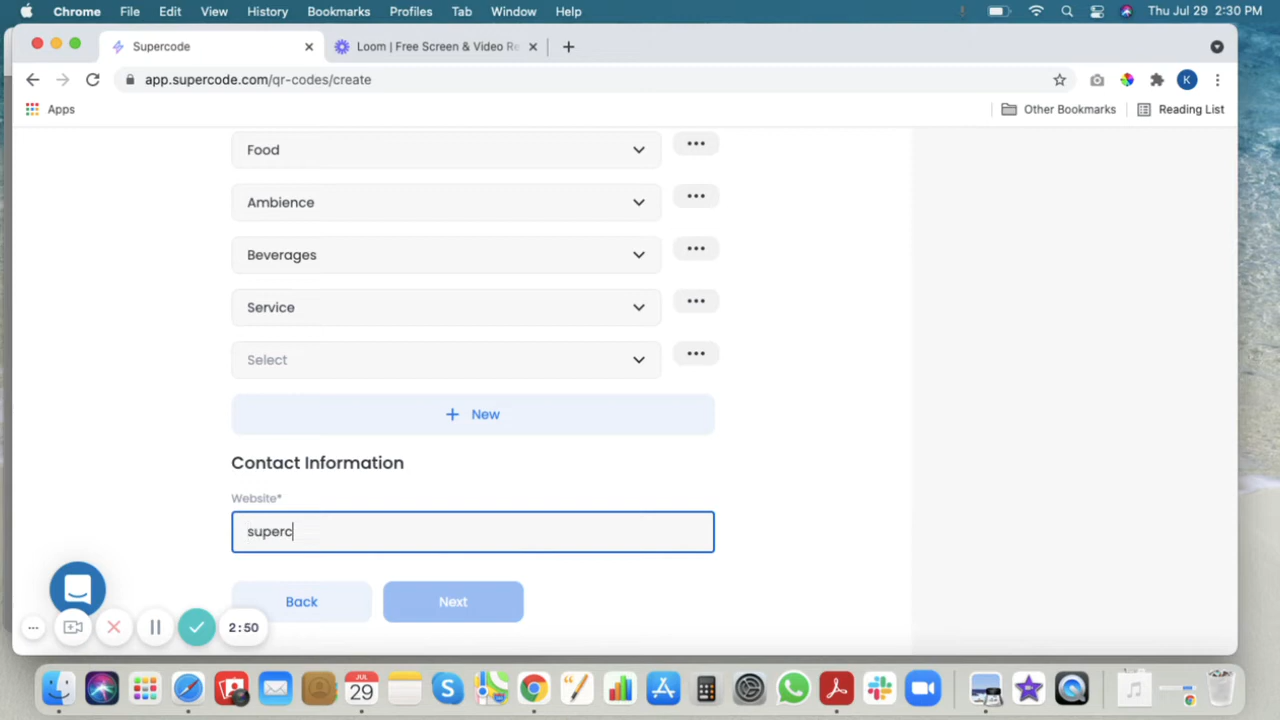 Chrome File Edit View History Bookmarks Profiles Tab Window Help Thu Jul 29 2:30 PM
Supercode Loom | Free Screen & Video Re
app.supercode.com/qr-codes/create K
Apps Other Bookmarks Reading List
Food
Ambience
Beverages
Service
Select
+ New
Contact Information
Website*
superc
Back Next
2:50
JUL
29